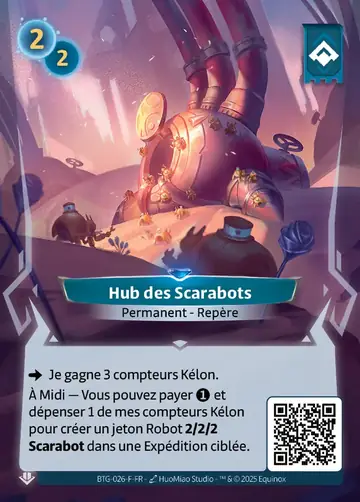 2
2
Hub des Scarabots
Permanent - Repère
Je gagne 3 compteurs Kélon.
À Midi — Vous pouvez payer ❶ et
dépenser 1 de mes compteurs Kélon
pour créer un jeton Robot 2/2/2
Scarabot dans une Expédition ciblée.
BTG-026-F-FR - HuoMiao Studio - ™ & © 2025 Equinox